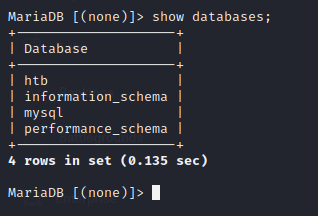 MariaDB [(none)]> show databases;
+--------------------+
| Database           |
+--------------------+
| htb                |
| information_schema |
| mysql              |
| performance_schema |
+--------------------+
4 rows in set (0.135 sec)
MariaDB [(none)]>